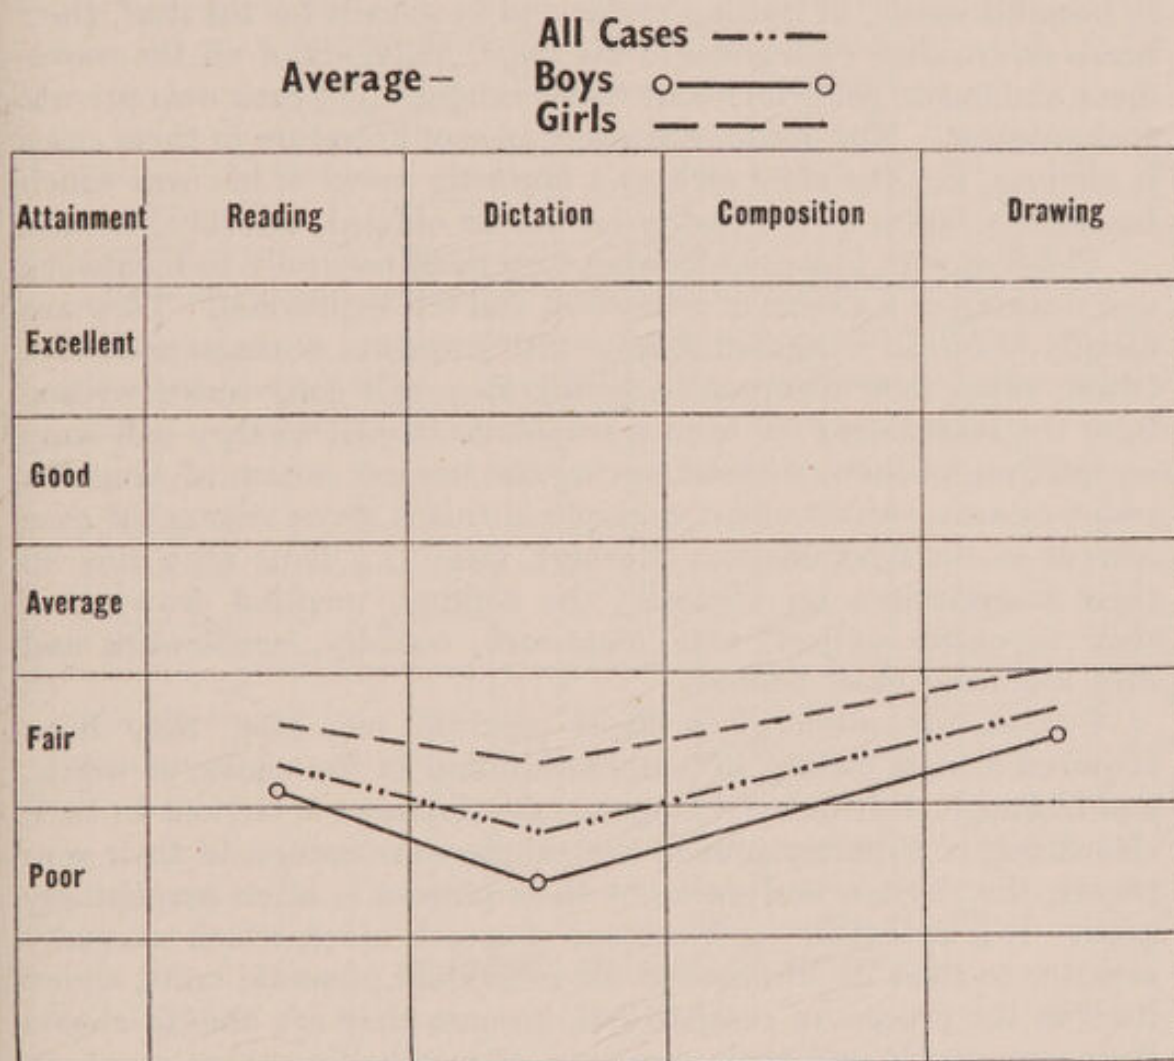 All Cases
Average – Boys
Girls
Attainment Reading Dictation Composition Drawing
Excellent
Good
Average
Fair
Poor